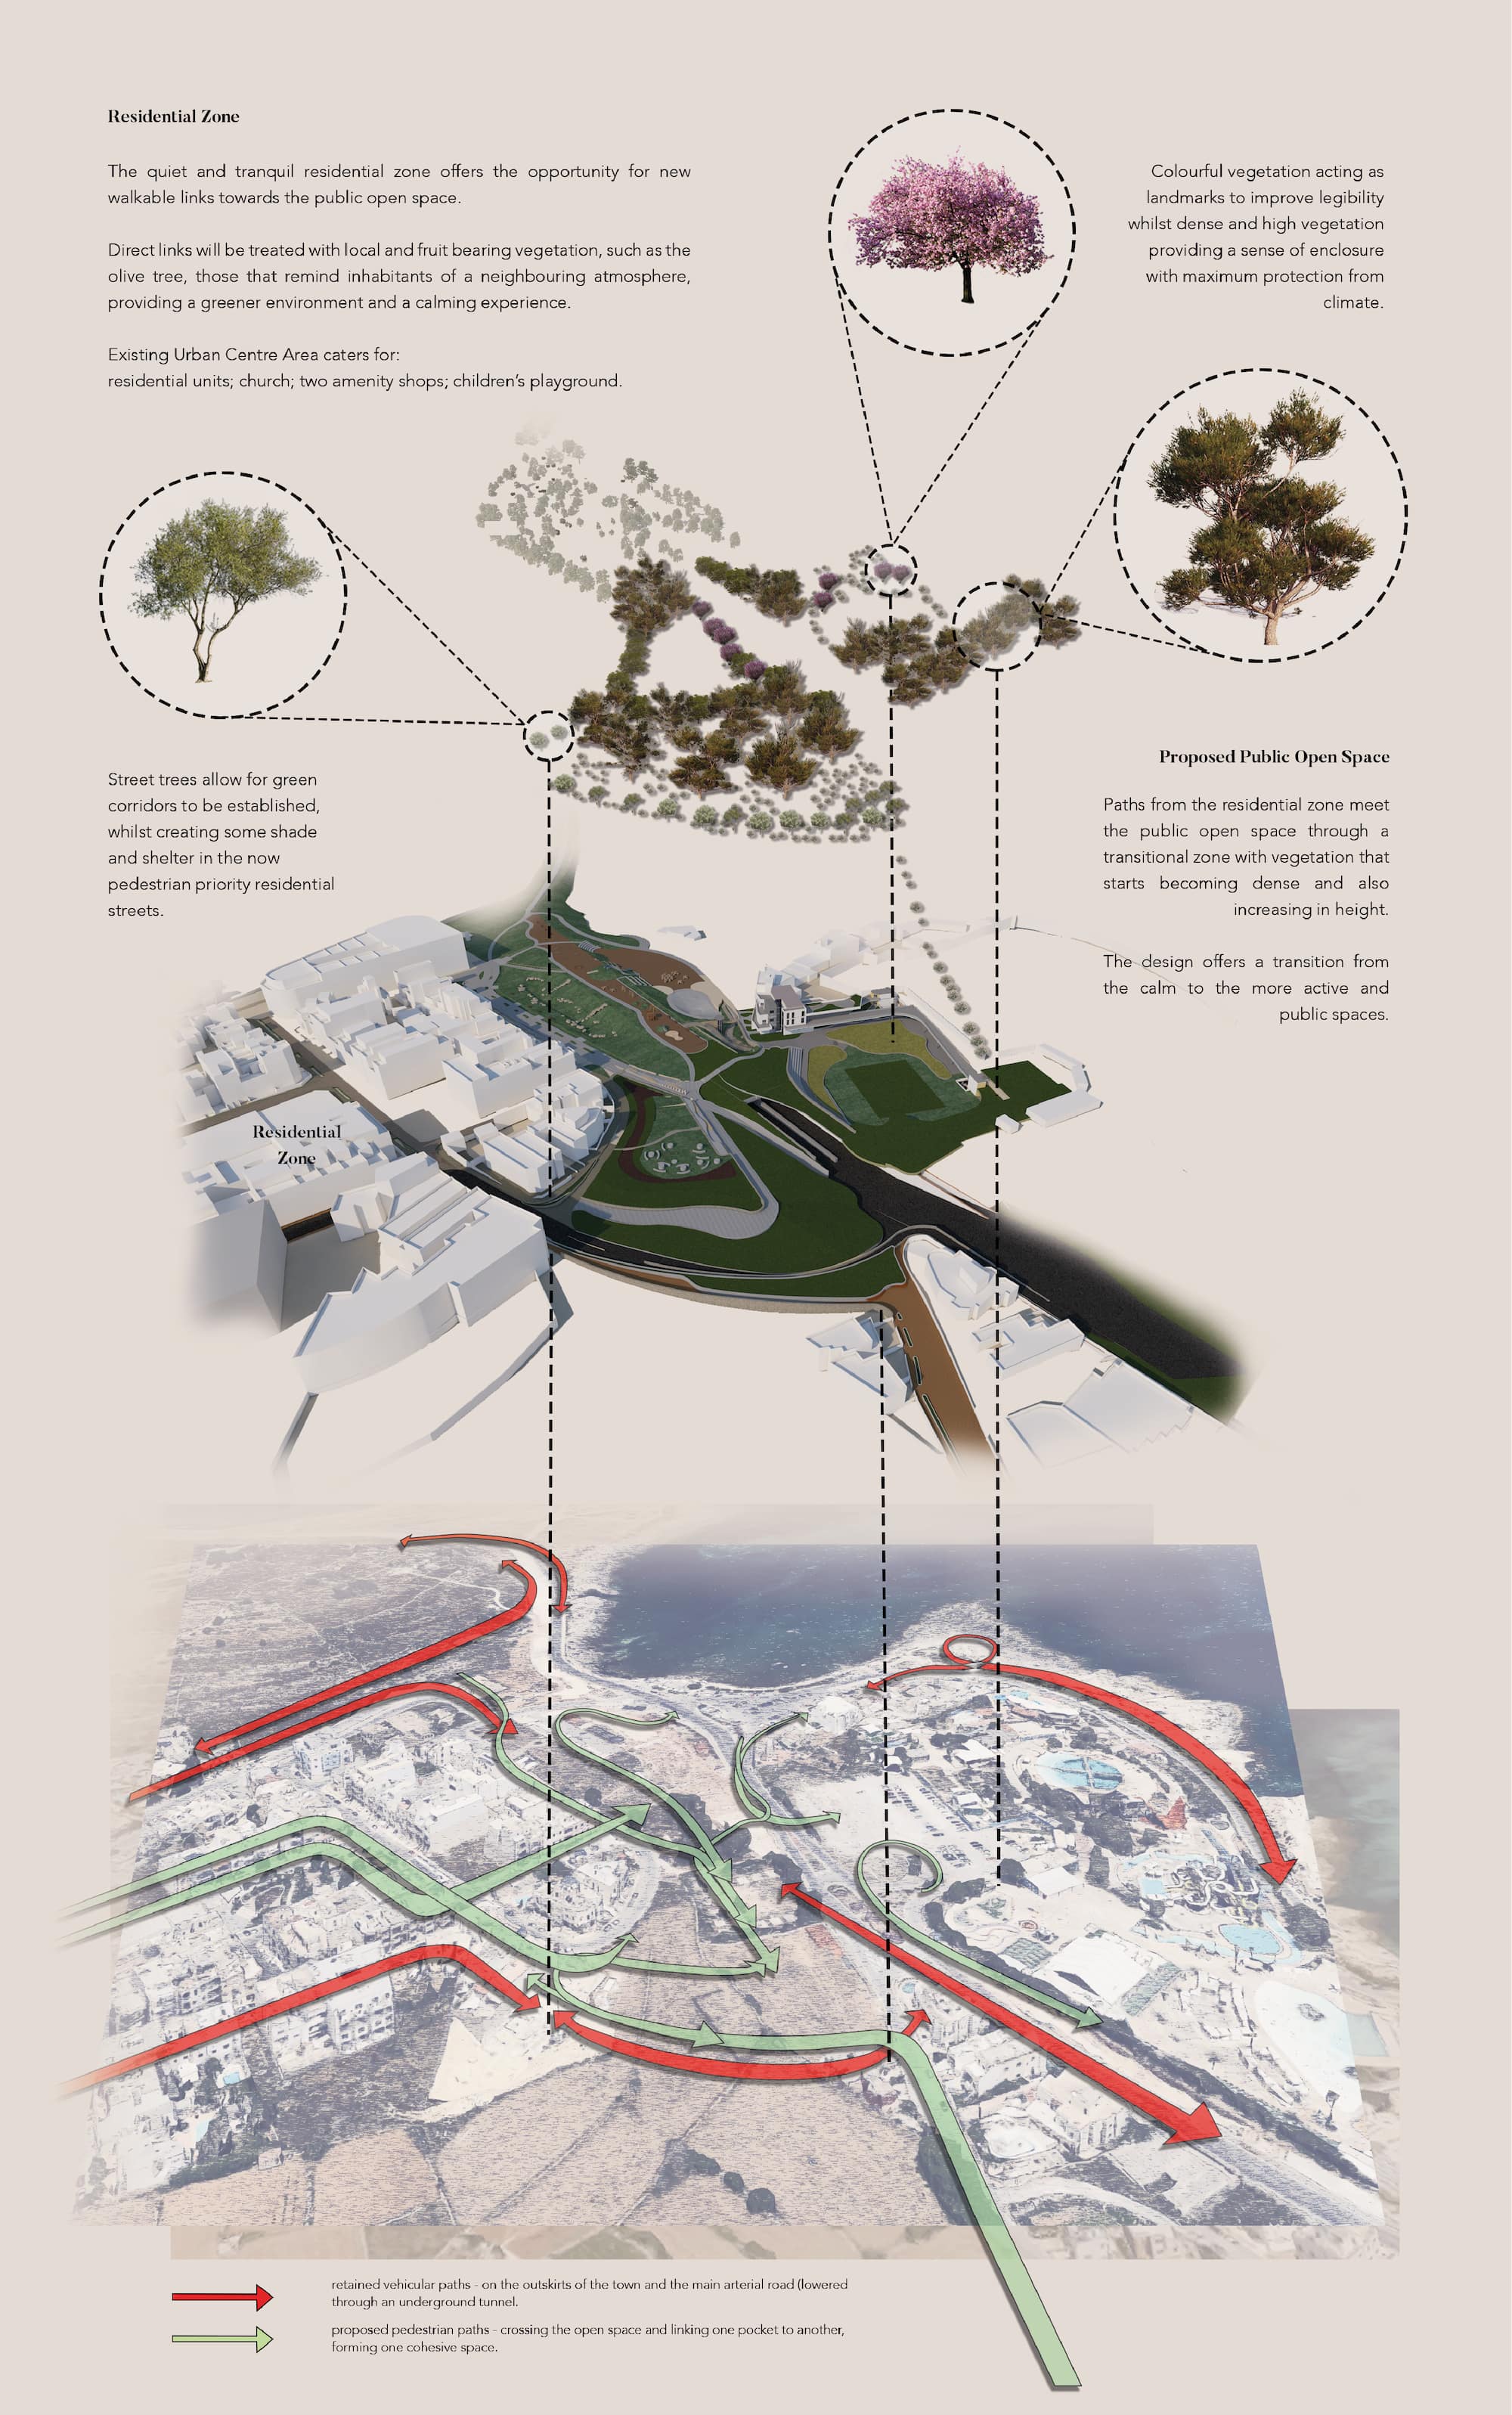 Residential Zone
The quiet and tranquil residential zone offers the opportunity for new
walkable links towards the public open space.
Direct links will be treated with local and fruit bearing vegetation, such as the
olive tree, those that remind inhabitants of a neighbouring atmosphere,
providing a greener environment and a calming experience.
Existing Urban Centre Area caters for:
residential units; church; two amenity shops; children's playground.
Colourful vegetation acting as
landmarks to improve legibility
whilst dense and high vegetation
providing a sense of enclosure
with maximum protection from
climate.
Street trees allow for green
corridors to be established,
whilst creating some shade
and shelter in the now
pedestrian priority residential
streets.
Proposed Public Open Space
Paths from the residential zone meet
the public open space through a
transitional zone with vegetation that
starts becoming dense and also
increasing in height.
The design offers a transition from
the calm to the more active and
public spaces.
Residential
Zone
retained vehicular paths - on the outskirts of the town and the main arterial road (lowered
through an underground tunnel.
proposed pedestrian paths - crossing the open space and linking one pocket to another,
forming one cohesive space.